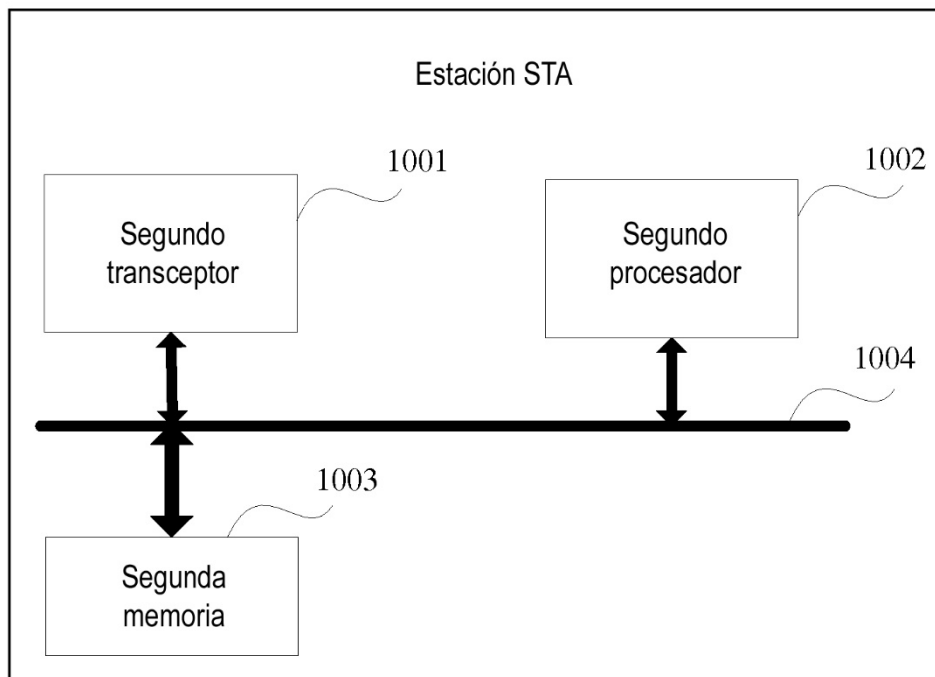 Estación STA
1001
Segundo
transceptor
1002
Segundo
procesador
1004
1003
Segunda
memoria